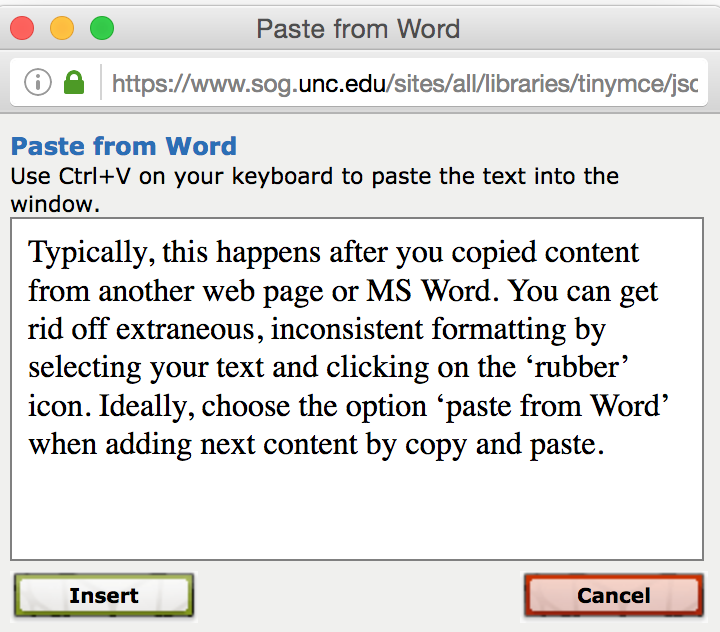 Paste from Word
https://www.sog.unc.edu/sites/all/libraries/tinymce/jsc
Paste from Word
Use Ctrl+V on your keyboard to paste the text into the
window.
Typically, this happens after you copied content
from another web page or MS Word. You can get
rid off extraneous, inconsistent formatting by
selecting your text and clicking on the ‘rubber’
icon. Ideally, choose the option ‘paste from Word’
when adding next content by copy and paste.
Insert
Cancel